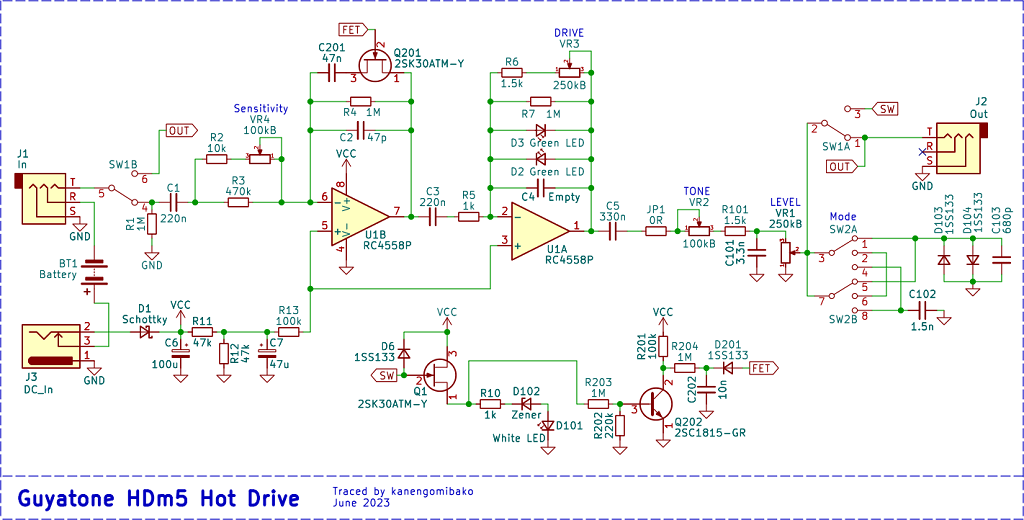 FET
DRIVE
VR3
C201
47n
Q201
2SK30ATM-Y
2
3
1
R6
1.5k
250kB
Sensitivity
VR4
100kB
R4 1M
R7 1M
SW
J2
Out
OUT
SW1A
3
2
1
T
R
S
GND
C2 47p
D3 Green LED
D2 Green LED
J1
In
SW1B
6
5
4
R2
10k
VCC
R3
470k
C1
220n
C4 Empty
TONE
VR2
OUT
T
R
S
GND
R1
1M
8
V+
V-
4
6
5
7
U1B
RC4558P
C3
220n
R5
1k
2
3
1
U1A
RC4558P
C5
330n
JP1
0R
100kB
R101
1.5k
LEVEL
VR1
250kB
Mode
SW2A
3
1
2
4
7
5
6
8
SW2B
D103
1SS133
D104
1SS133
C103
680p
C101
3.3n
BT1
Battery
D1
Schottky
VCC
R11
47k
R13
100k
R12
47k
C6
100u
C7
47u
C102
1.5n
J3
DC_In
2
3
1
GND
VCC
D6
1SS133
SW
Q1
2SK30ATM-Y
3
2
1
R10
1k
D102
Zener
D101
White LED
R203
1M
R202
220k
VCC
R201
100k
R204
1M
D201
1SS133
FET
C202
10n
3
2
1
Q202
2SC1815-GR
Guyatone HDm5 Hot Drive
Traced by kanengomibako
June 2023